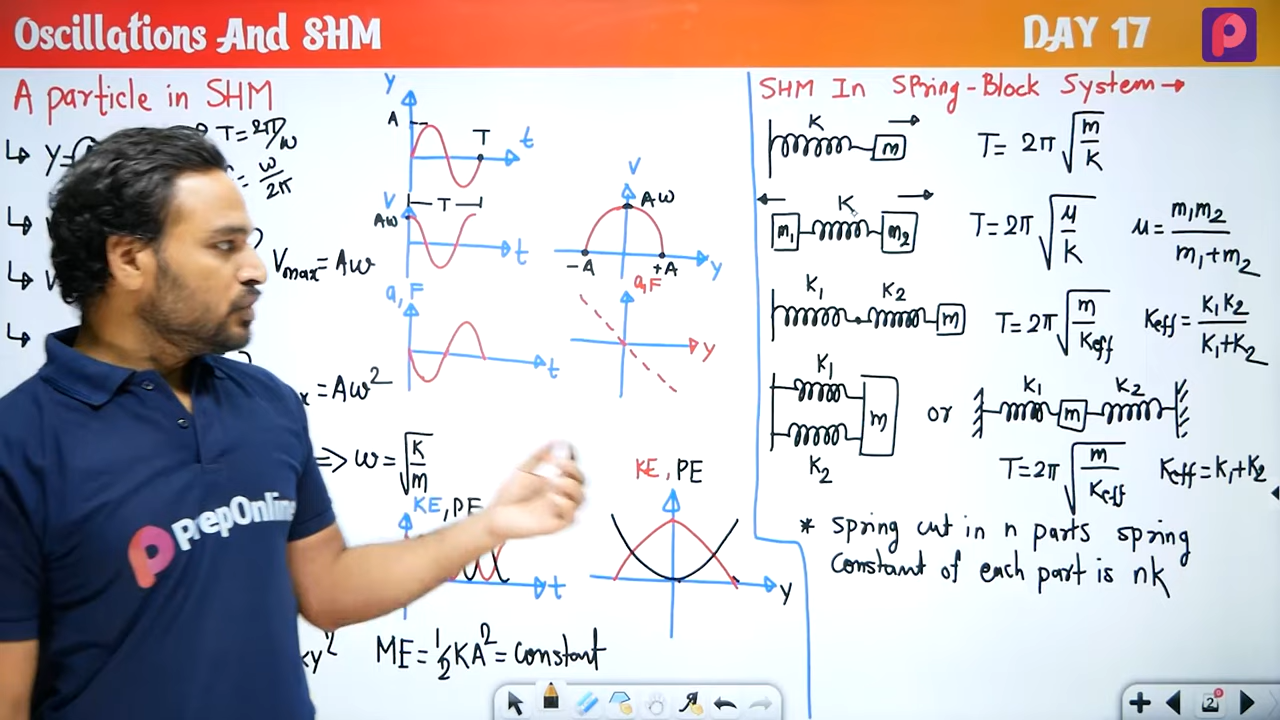 Oscillations And SHM
DAY 17
A particle in SHM
y=
T=2π/ω
= ω/2π
V
Vmax=Aω
V
= Aω²
=> ω=√(K/m)
y²
ME=½KA²=constant
Y
A
T
t
V
Aω
T
t
a,F
t
KE, PE
t
V
Aω
-A
+A
y
a,F
y
KE, PE
y
SHM In Spring-Block System→
K
m
T= 2π√(m/K)
K
m₁
m₂
T=2π√(μ/K)
μ= m₁m₂/(m₁+m₂)
K₁
K₂
m
T=2π√(m/Keff)
Keff= K₁K₂/(K₁+K₂)
K₁
m
K₂
or
K₁
m
K₂
T=2π√(m/Keff)
Keff=K₁+K₂
* Spring cut in n parts spring
constant of each part is nk
PrepOnline
2